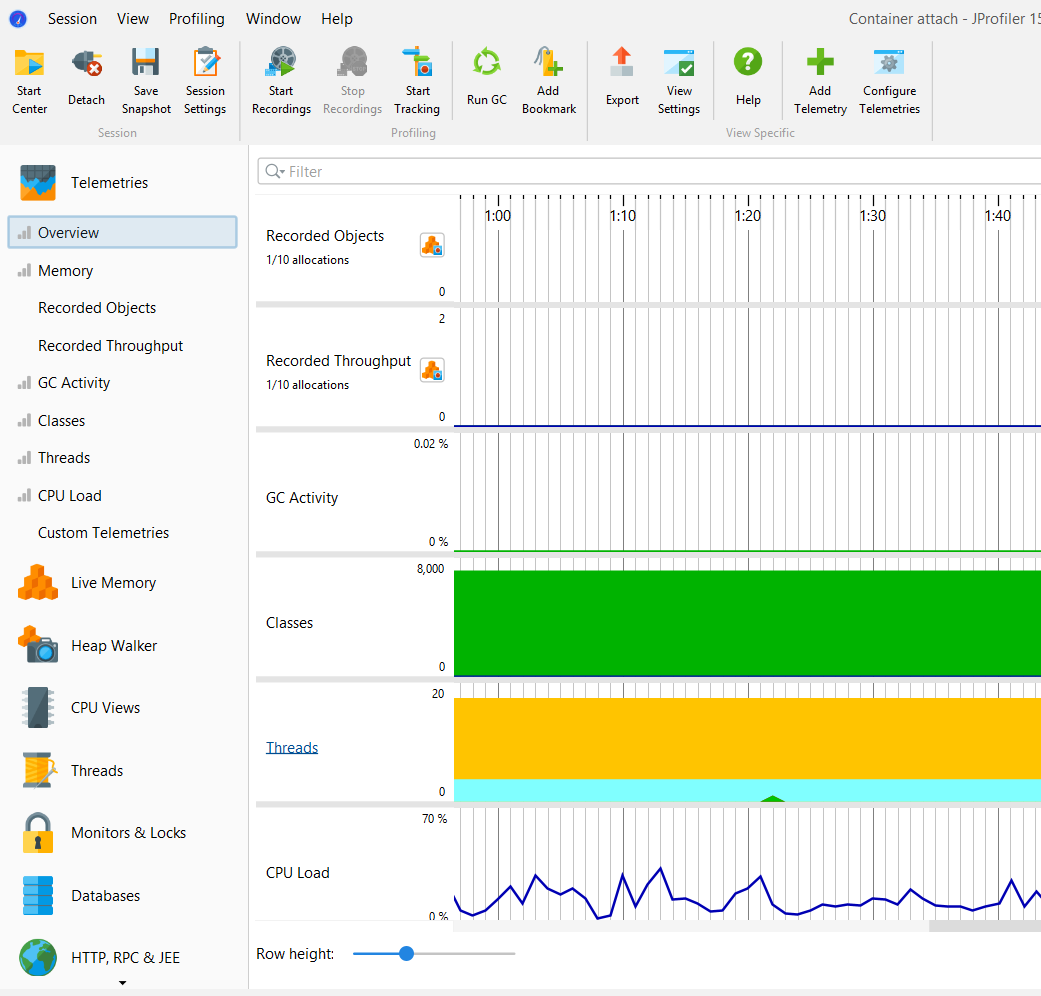 Session View Profiling Window Help Container attach - JProfiler 15
Start Center
Detach
Save Snapshot
Session Settings
Start Recordings
Stop Recordings
Start Tracking
Run GC
Add Bookmark
Export
View Settings
Help
Add Telemetry
Configure Telemetries
Session Profiling View Specific
Telemetries
Overview
Memory
Recorded Objects
Recorded Throughput
GC Activity
Classes
Threads
CPU Load
Custom Telemetries
Live Memory
Heap Walker
CPU Views
Threads
Monitors & Locks
Databases
HTTP, RPC & JEE
Filter
1:00 1:10 1:20 1:30 1:40
Recorded Objects
1/10 allocations
0
2
Recorded Throughput
1/10 allocations
0
0.02 %
GC Activity
0 %
8,000
Classes
0
20
Threads
0
70 %
CPU Load
0 %
Row height: